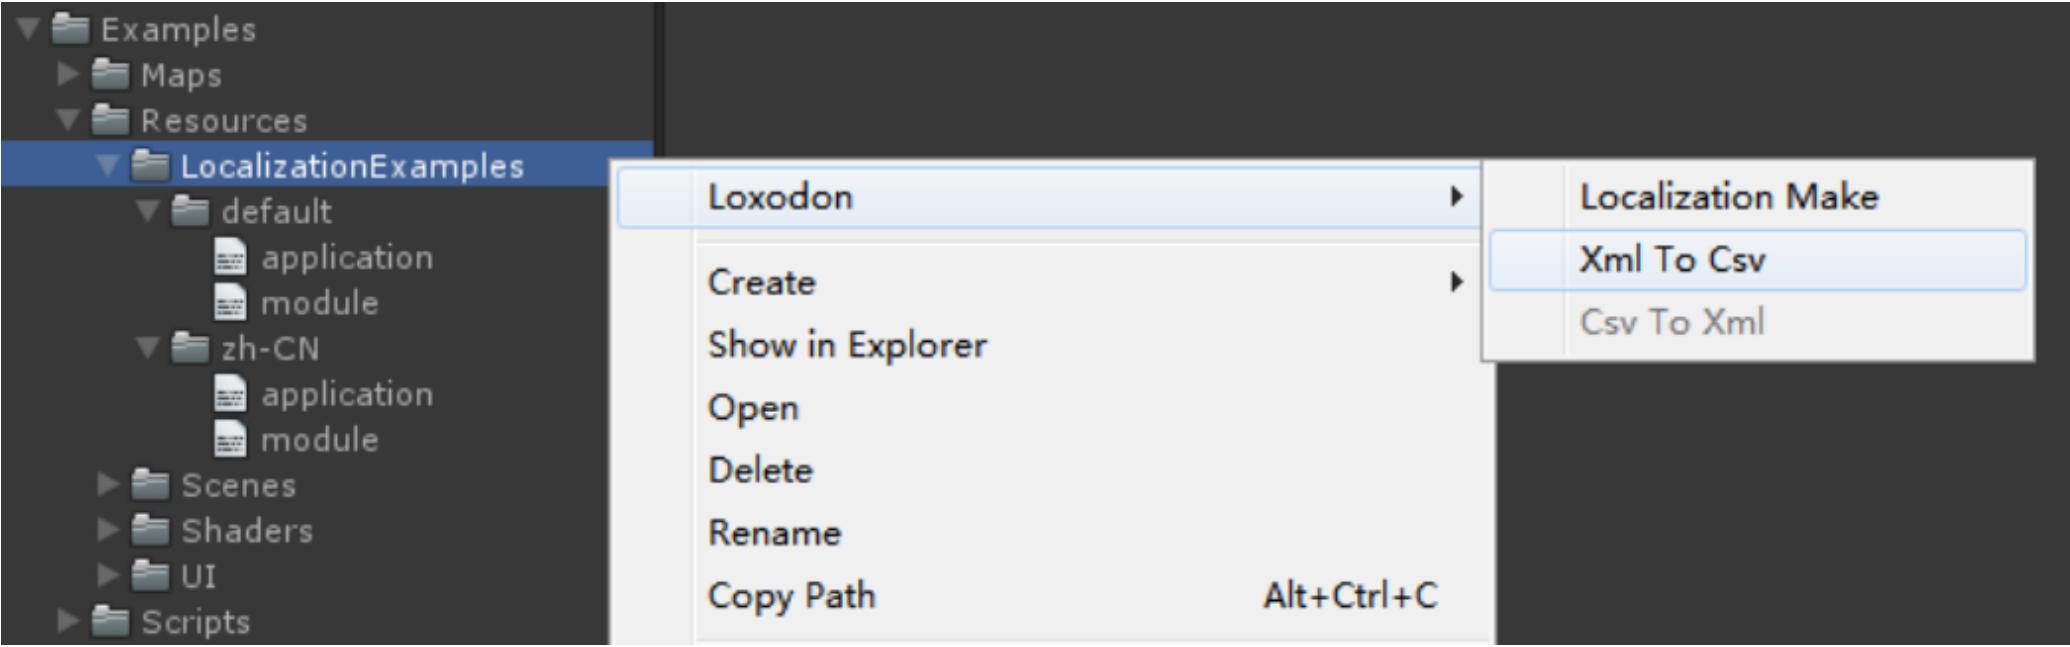 Examples
Maps
Resources
LocalizationExamples
default
application
module
zh-CN
application
module
Scenes
Shaders
UI
Scripts
Loxodon
Create
Show in Explorer
Open
Delete
Rename
Copy Path Alt+Ctrl+C
Localization Make
Xml To Csv
Csv To Xml